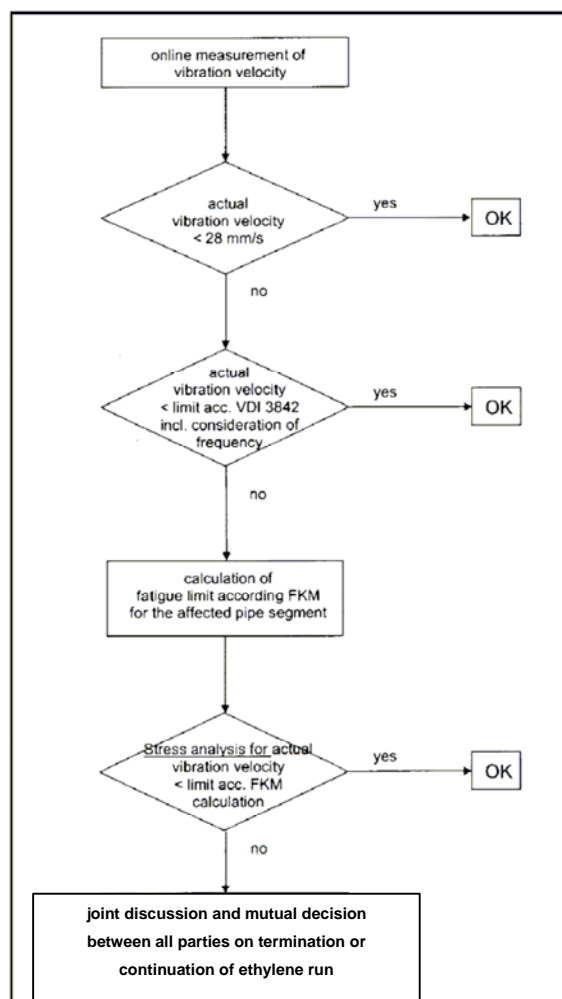 online measurement of
vibration velocity
actual
vibration velocity
< 28 mm/s
yes
OK
no
actual
vibration velocity
< limit acc. VDI 3842
incl. consideration of
frequency
yes
OK
no
calculation of
fatigue limit according FKM
for the affected pipe segment
Stress analysis for actual
vibration velocity
< limit acc. FKM
calculation
yes
OK
no
joint discussion and mutual decision
between all parties on termination or
continuation of ethylene run